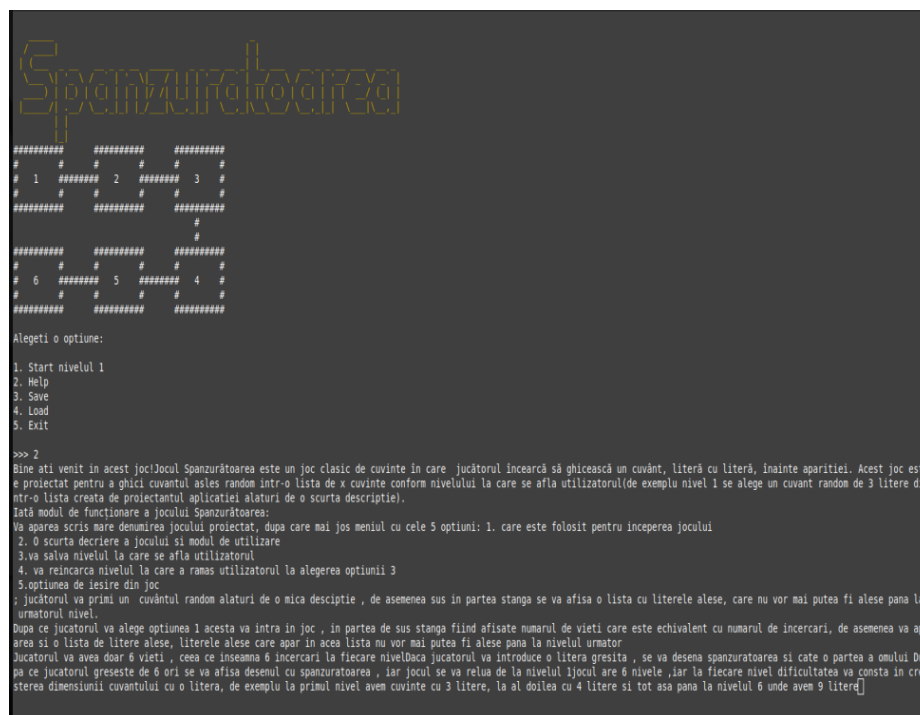 Spanzuratoarea
1 2 3
6 5 4
Alegeti o optiune:
1. Start nivelul 1
2. Help
3. Save
4. Load
5. Exit
>>> 2
Bine ati venit in acest joc!Jocul Spanzurătoarea este un joc clasic de cuvinte in care  jucătorul încearcă să ghicească un cuvânt, literă cu literă, înainte aparitiei. Acest joc es
e proiectat pentru a ghici cuvantul asles random intr-o lista de x cuvinte conform nivelului la care se afla utilizatorul(de exemplu nivel 1 se alege un cuvant random de 3 litere di
ntr-o lista creata de proiectantul aplicatiei alaturi de o scurta descriptie).
Iată modul de funcționare a jocului Spanzurătoarea:
Va aparea scris mare denumirea jocului proiectat, dupa care mai jos meniul cu cele 5 optiuni: 1. care este folosit pentru inceperea jocului
2. O scurta decriere a jocului si modul de utilizare
3.va salva nivelul la care se afla utilizatorul
4. va reincarca nivelul la care a ramas utilizatorul la alegerea optiunii 3
5.optiunea de iesire din joc
; jucătorul va primi un  cuvântul random alaturi de o mica desciptie , de asemenea sus in partea stanga se va afisa o lista cu literele alese, care nu vor mai putea fi alese pana la
urmatorul nivel.
Dupa ce jucatorul va alege optiunea 1 acesta va intra in joc , in partea de sus stanga fiind afisate numarul de vieti care este echivalent cu numarul de incercari, de asemenea va ap
area si o lista de litere alese, literele alese care apar in acea lista nu vor mai putea fi alese pana la nivelul urmator
Jucatorul va avea doar 6 vieti , ceea ce inseamna 6 incercari la fiecare nivelDaca jucatorul va introduce o litera gresita , se va desena spanzuratoarea si cate o partea a omului Du
pa ce jucatorul greseste de 6 ori se va afisa desenul cu spanzuratoarea , iar jocul se va relua de la nivelul 1jocul are 6 nivele ,iar la fiecare nivel dificultatea va consta in cre
sterea dimensiunii cuvantului cu o litera, de exemplu la primul nivel avem cuvinte cu 3 litere, la al doilea cu 4 litere si tot asa pana la nivelul 6 unde avem 9 litere